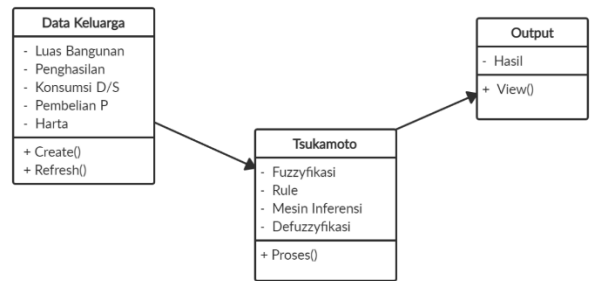 Data Keluarga
- Luas Bangunan
- Penghasilan
- Konsumsi D/S
- Pembelian P
- Harta
+ Create()
+ Refresh()
Tsukamoto
- Fuzzyfikasi
- Rule
- Mesin Inferensi
- Defuzzyfikasi
+ Proses()
Output
- Hasil
+ View()